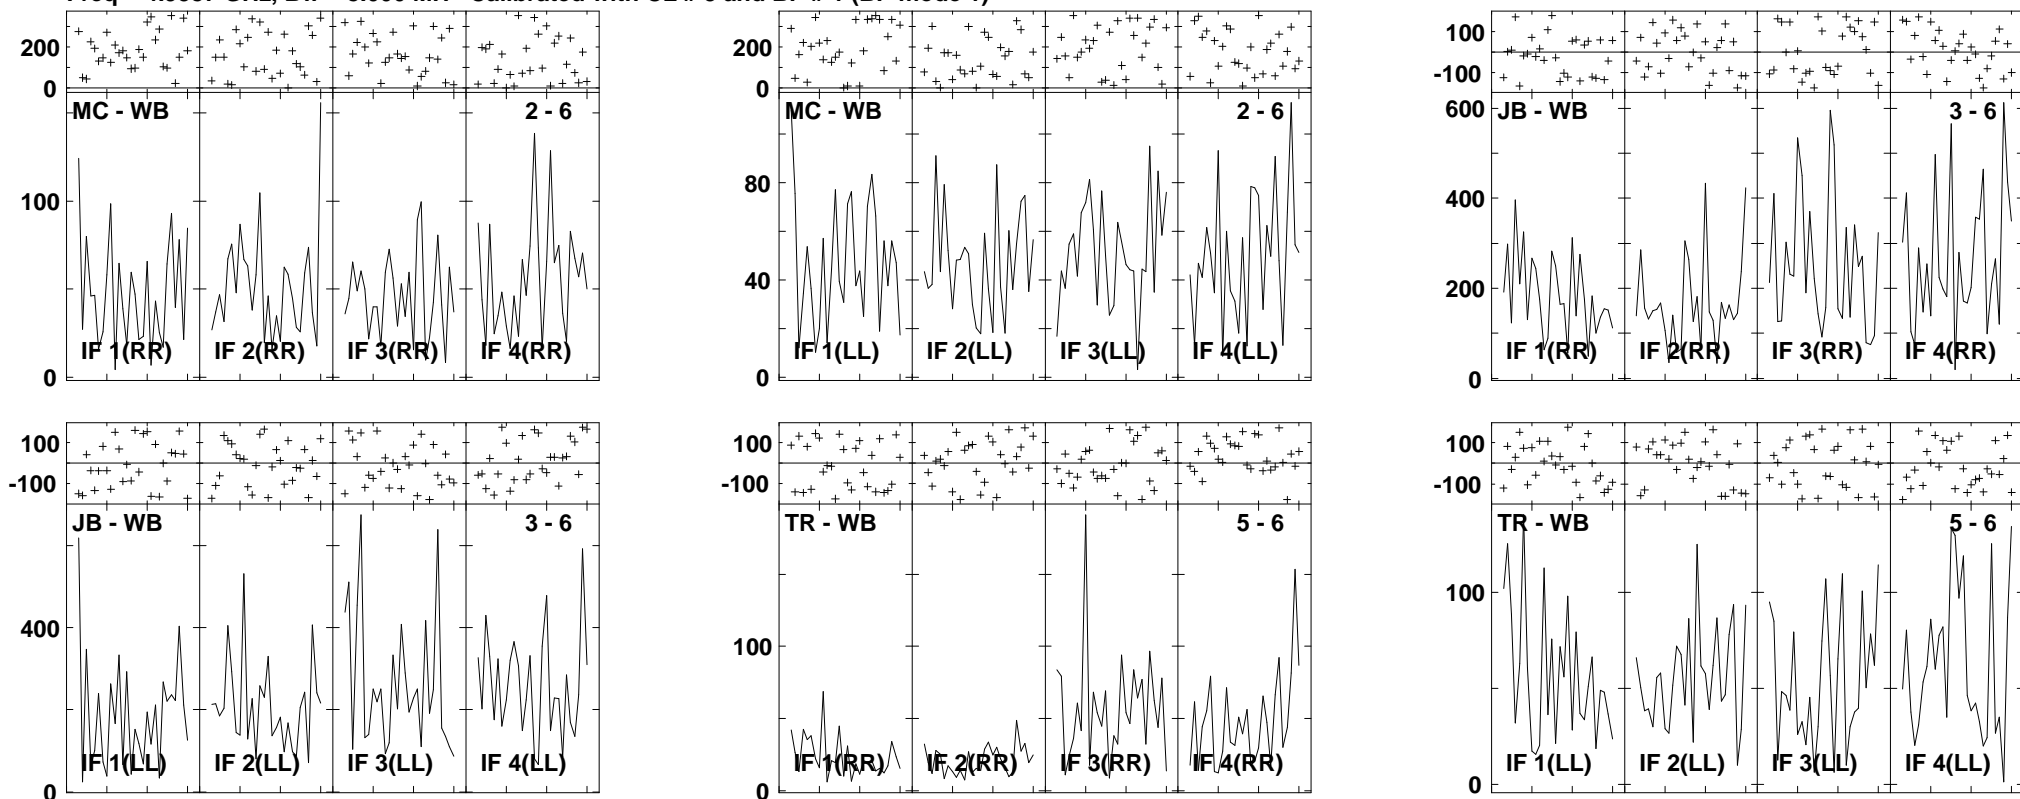 200
0
MC - WB 2 - 6
100
0
IF 1(RR) IF 2(RR) IF 3(RR) IF 4(RR)
200
0
MC - WB 2 - 6
80
40
0
IF 1(LL) IF 2(LL) IF 3(LL) IF 4(LL)
100
-100
JB - WB 3 - 6
600
400
200
0
IF 1(RR) IF 2(RR) IF 3(RR) IF 4(RR)
100
-100
JB - WB 3 - 6
400
0
IF 1(LL) IF 2(LL) IF 3(LL) IF 4(LL)
100
-100
TR - WB 5 - 6
100
0
IF 1(RR) IF 2(RR) IF 3(RR) IF 4(RR)
100
-100
TR - WB 5 - 6
100
0
IF 1(LL) IF 2(LL) IF 3(LL) IF 4(LL)